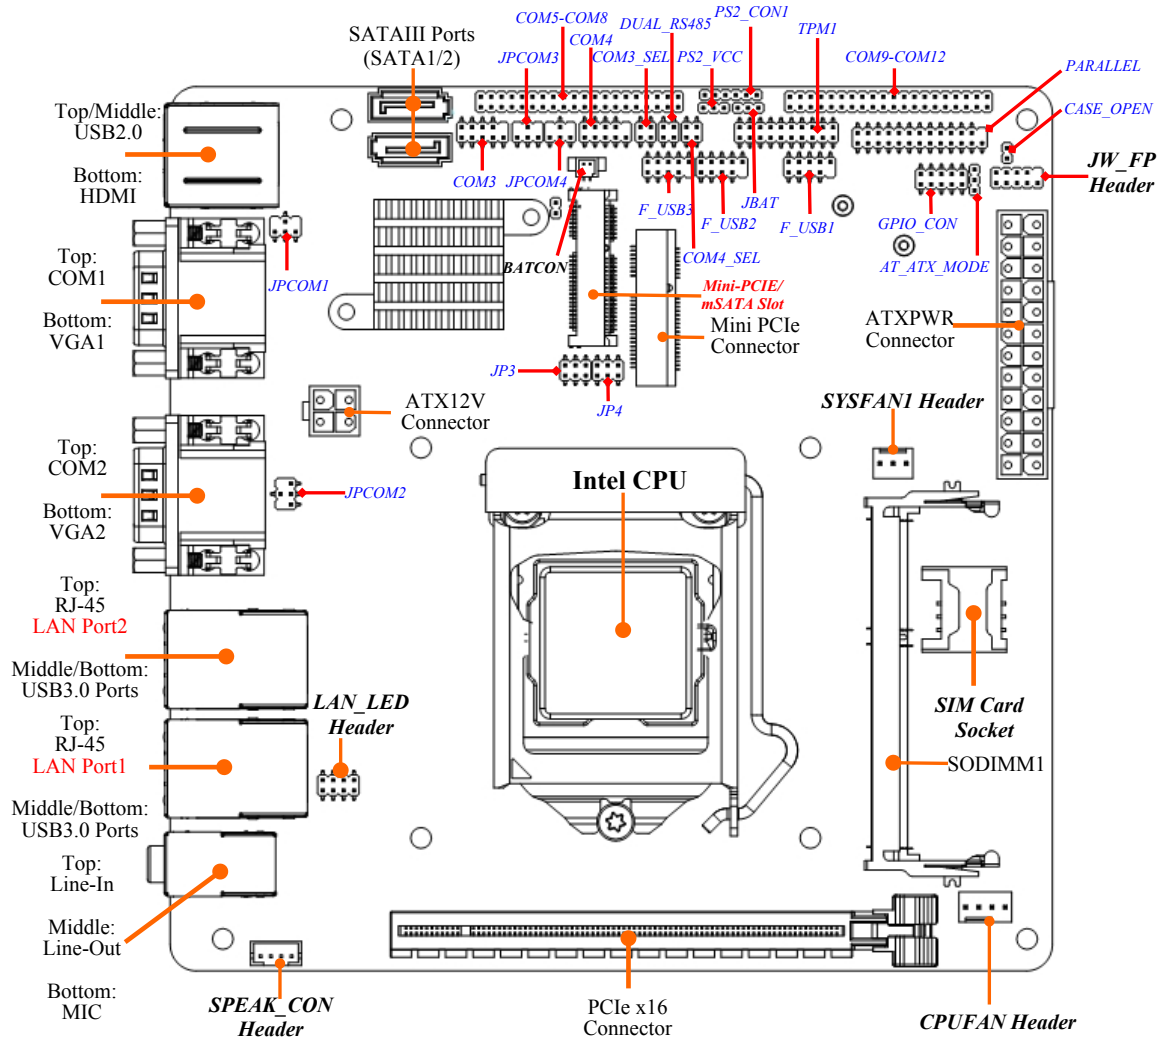 SATAIII Ports
(SATA1/2)
COM5-COM8
COM4
JPCOM3
DUAL_RS485
COM3_SEL
PS2_CON1
PS2_VCC
TPM1
COM9-COM12
PARALLEL
CASE_OPEN
Top/Middle:
USB2.0
Bottom:
HDMI
JW_FP
Header
COM3
JPCOM4
F_USB3
F_USB2
JBAT
F_USB1
GPIO_CON
AT_ATX_MODE
COM4_SEL
BATCON
JPCOM1
Top:
COM1
Bottom:
VGA1
Mini-PCIE/
mSATA Slot
Mini PCIe
Connector
ATXPWR
Connector
JP3
JP4
ATX12V
Connector
SYSFAN1 Header
Top:
COM2
Bottom:
VGA2
JPCOM2
Intel CPU
Top:
RJ-45
LAN Port2
Middle/Bottom:
USB3.0 Ports
LAN_LED
Header
SIM Card
Socket
SODIMM1
Top:
RJ-45
LAN Port1
Middle/Bottom:
USB3.0 Ports
Top:
Line-In
Middle:
Line-Out
Bottom:
MIC
SPEAK_CON
Header
PCIe x16
Connector
CPUFAN Header